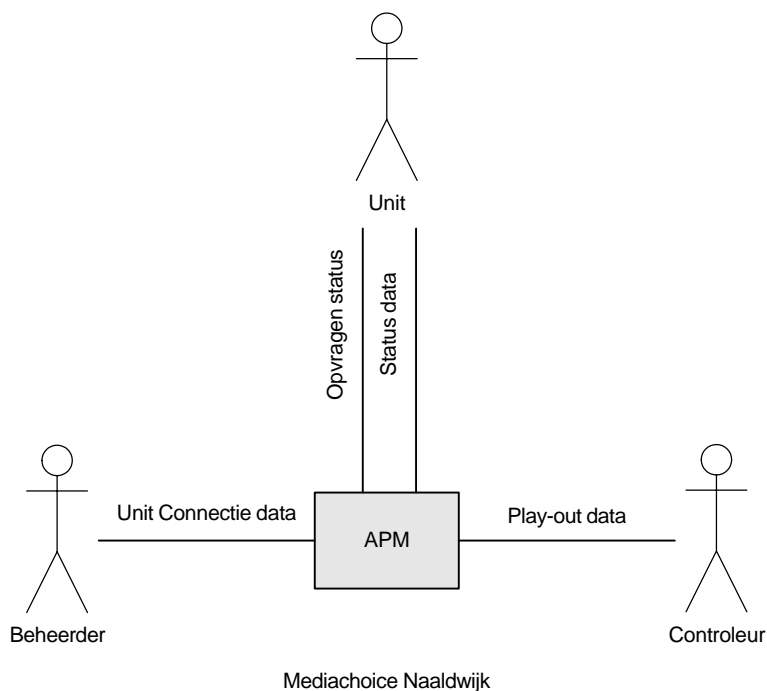 Unit
Opvragen status
Status data
Unit Connectie data
APM
Play-out data
Beheerder
Controleur
Mediachoice Naaldwijk